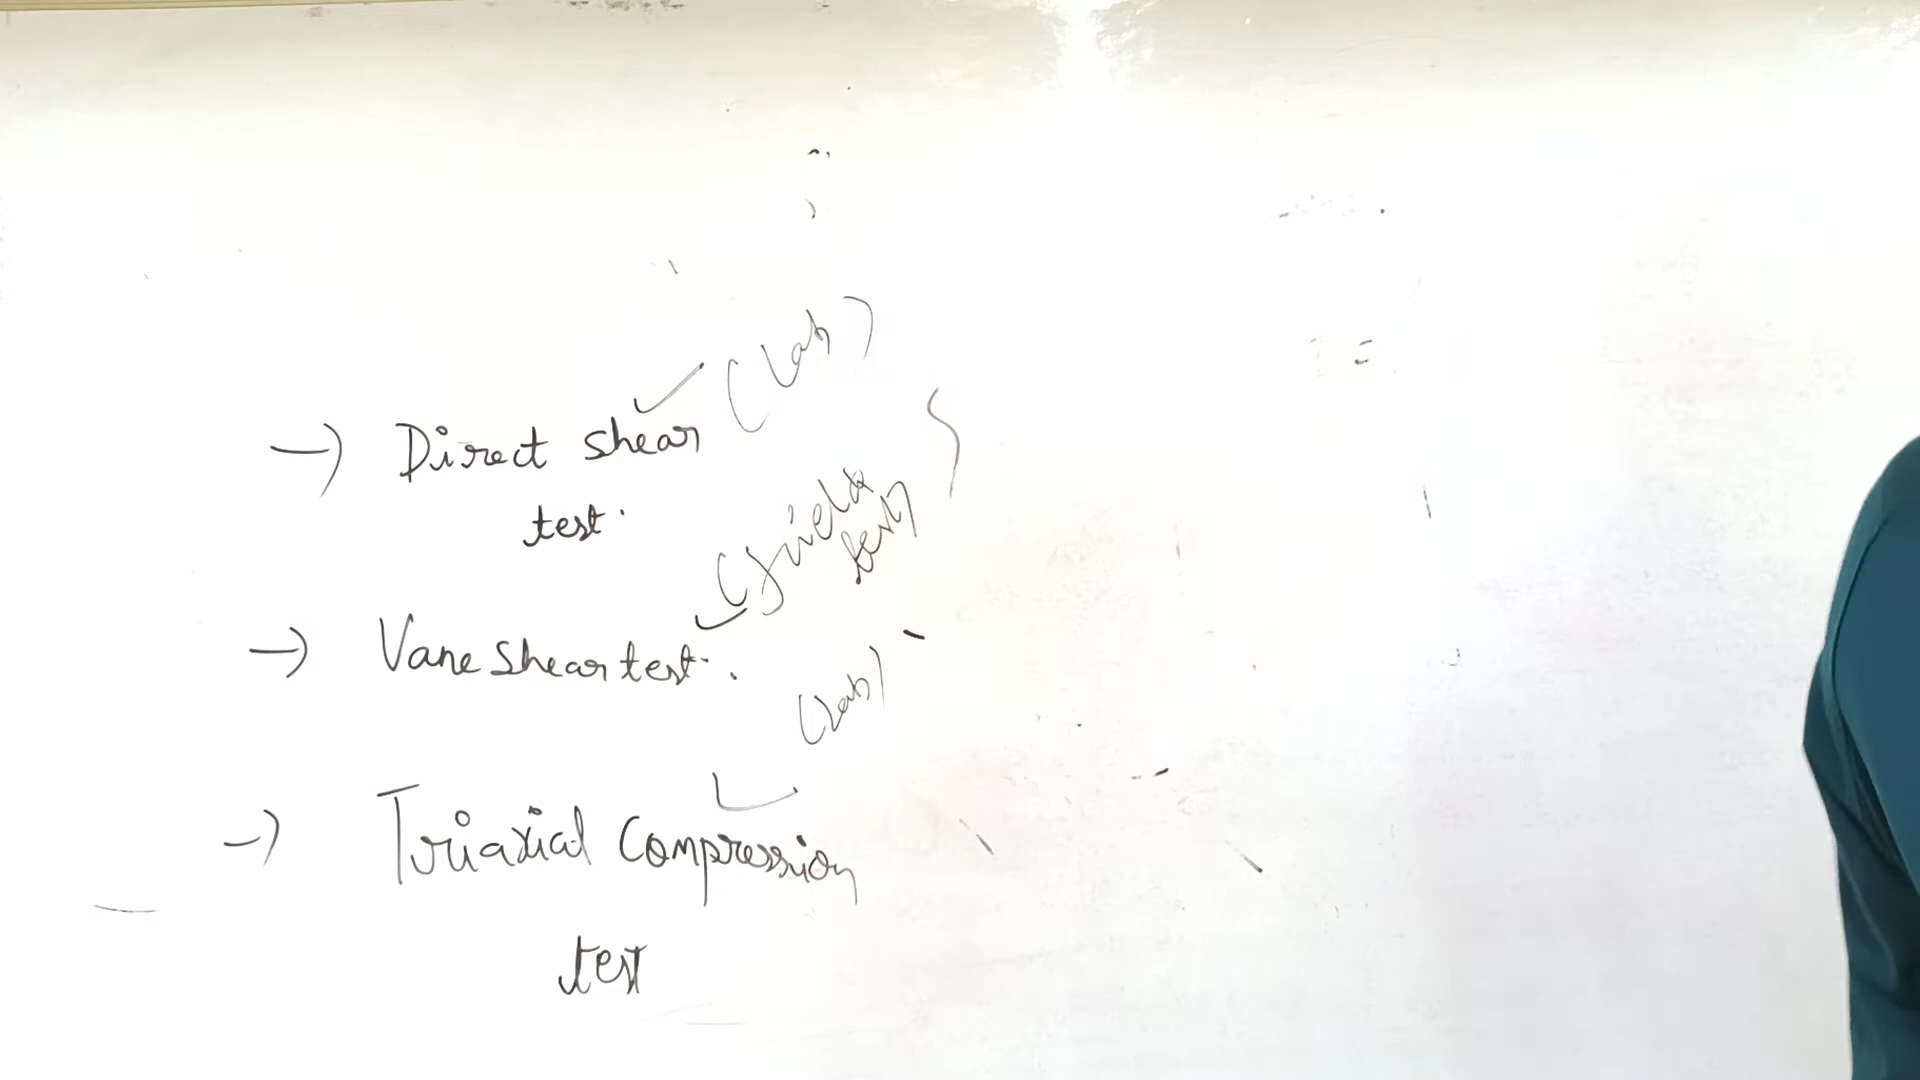 → Direct shear (Lab)
test.
→ Vane shear test. (field
test)
→ Triaxial Compression (Lab)
test